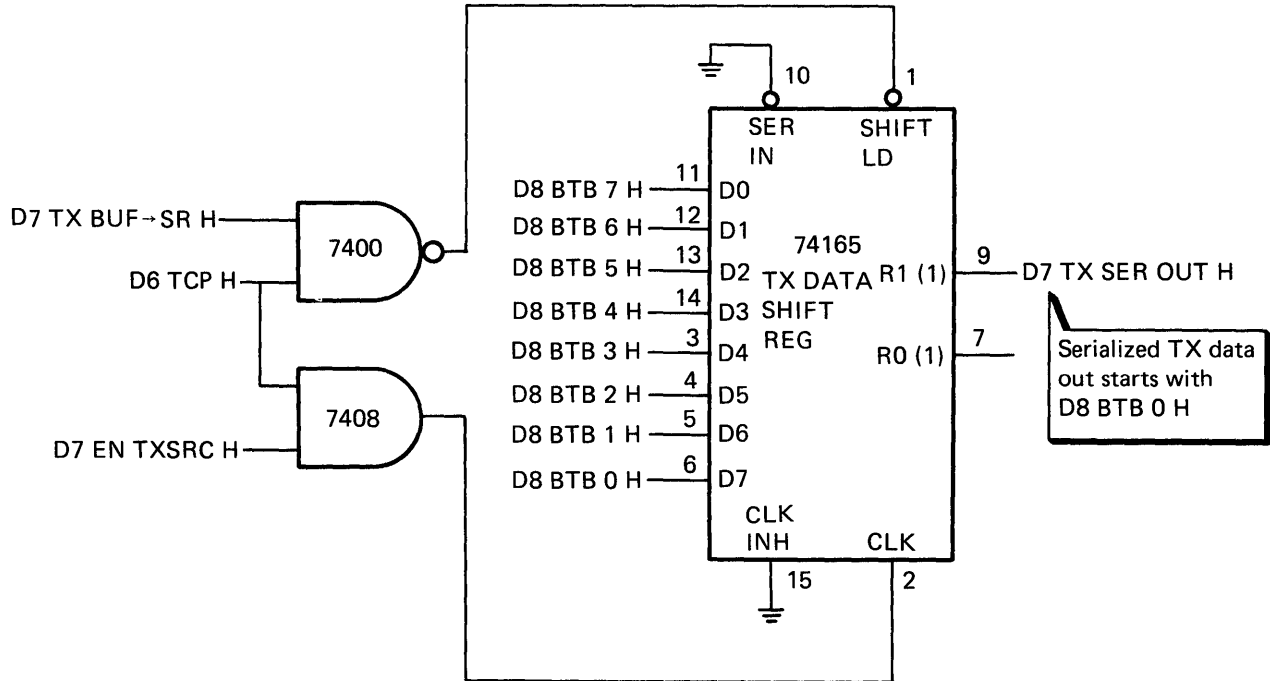 10
1
SER
IN
SHIFT
LD
D8 BTB 7 H
11
D0
D8 BTB 6 H
12
D1
D8 BTB 5 H
13
D2
D8 BTB 4 H
14
D3
D8 BTB 3 H
3
D4
D8 BTB 2 H
4
D5
D8 BTB 1 H
5
D6
D8 BTB 0 H
6
D7
74165
TX DATA
SHIFT
REG
R1 (1)
9
D7 TX SER OUT H
R0 (1)
7
Serialized TX data
out starts with
D8 BTB 0 H
D7 TX BUF→SR H
7400
D6 TCP H
7408
D7 EN TXSRC H
CLK
INH
CLK
15
2